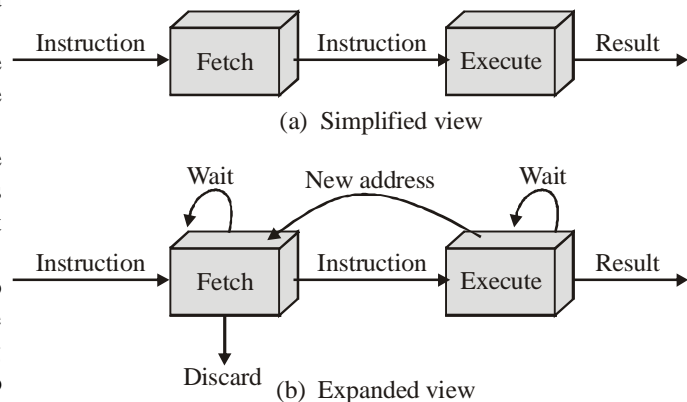 Instruction Instruction Result
Fetch Execute
(a) Simplified view
Wait New address Wait
Instruction Instruction Result
Fetch Execute
Discard
(b) Expanded view